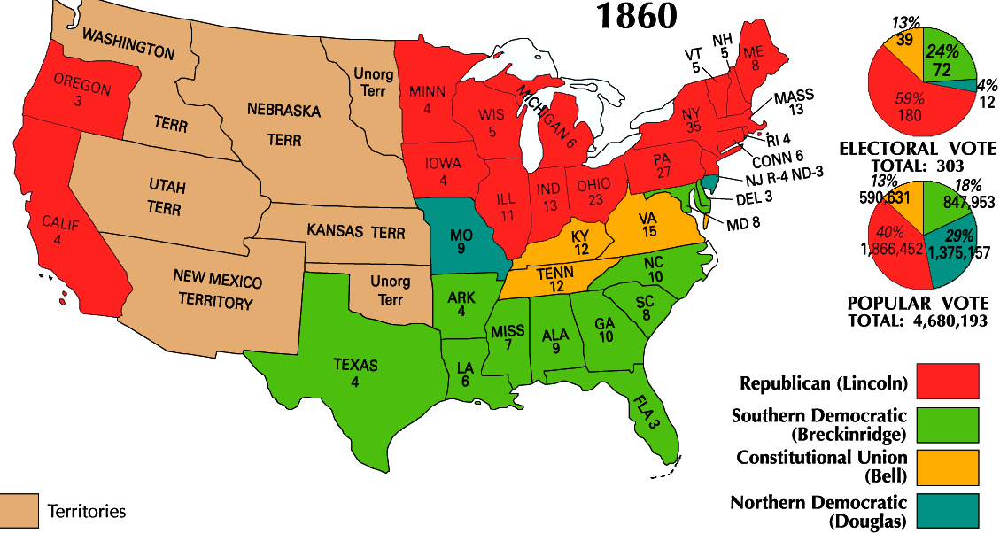 1860
WASHINGTON
TERR
OREGON
3
CALIF
4
UTAH
TERR
NEBRASKA
TERR
Unorg
Terr
KANSAS TERR
NEW MEXICO
TERRITORY
Unorg
Terr
MINN
4
WIS
5
MICHIGAN 6
IOWA
4
ILL
11
IND
13
OHIO
23
PA
27
NY
35
VT
5
NH
5
ME
8
MASS
13
RI 4
CONN 6
NJ R-4 ND-3
DEL 3
MD 8
MO
9
KY
12
VA
15
TENN
12
NC
10
SC
8
ARK
4
MISS
7
ALA
9
GA
10
TEXAS
4
LA
6
FLA 3
13%
39
24%
72
4%
12
59%
180
ELECTORAL VOTE
TOTAL: 303
13%
590,631
18%
847,953
40%
1,866,452
29%
1,375,157
POPULAR VOTE
TOTAL: 4,680,193
Republican (Lincoln)
Southern Democratic
(Breckinridge)
Constitutional Union
(Bell)
Northern Democratic
(Douglas)
Territories